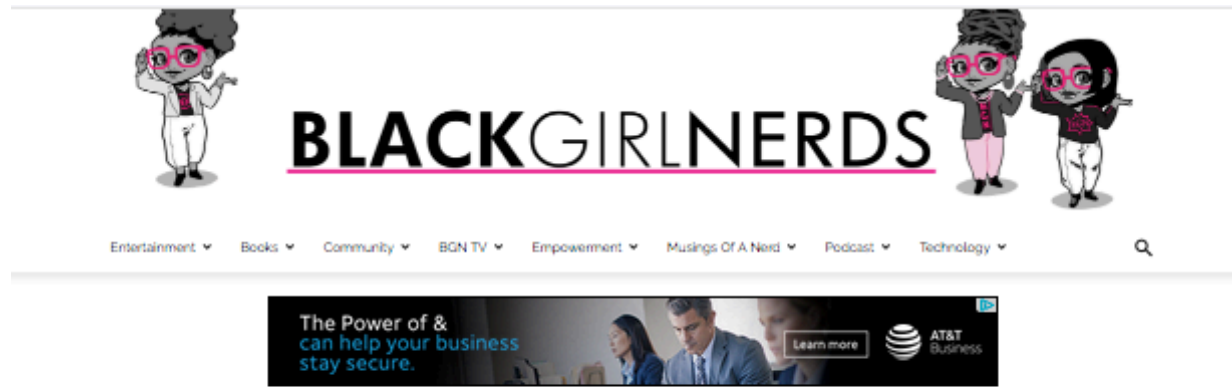 BLACKGIRLNERDS
Entertainment Books Community BGN TV Empowerment Musings Of A Nerd Podcast Technology
The Power of &
can help your business
stay secure.
Learn more
AT&T
Business